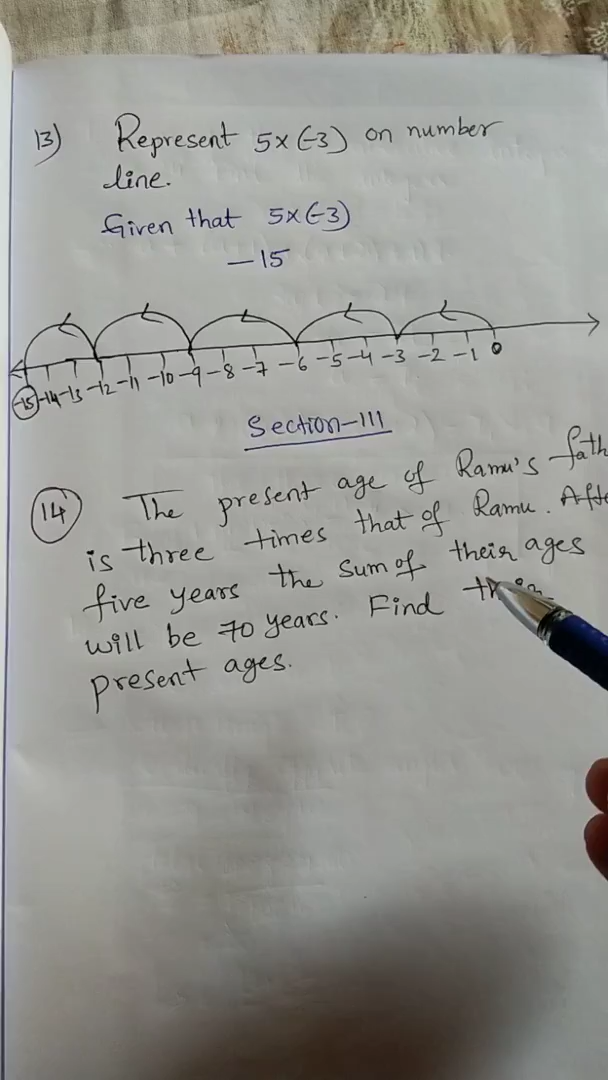 13) Represent 5x(-3) on number
line.
Given that 5x(-3)
-15
-15 -14 -13 -12 -11 -10 -9 -8 -7 -6 -5 -4 -3 -2 -1 0
Section-III
14 The present age of Ramu's fath
is three times that of Ramu. Afte
five years the sum of their ages
will be 70 years. Find
present ages.